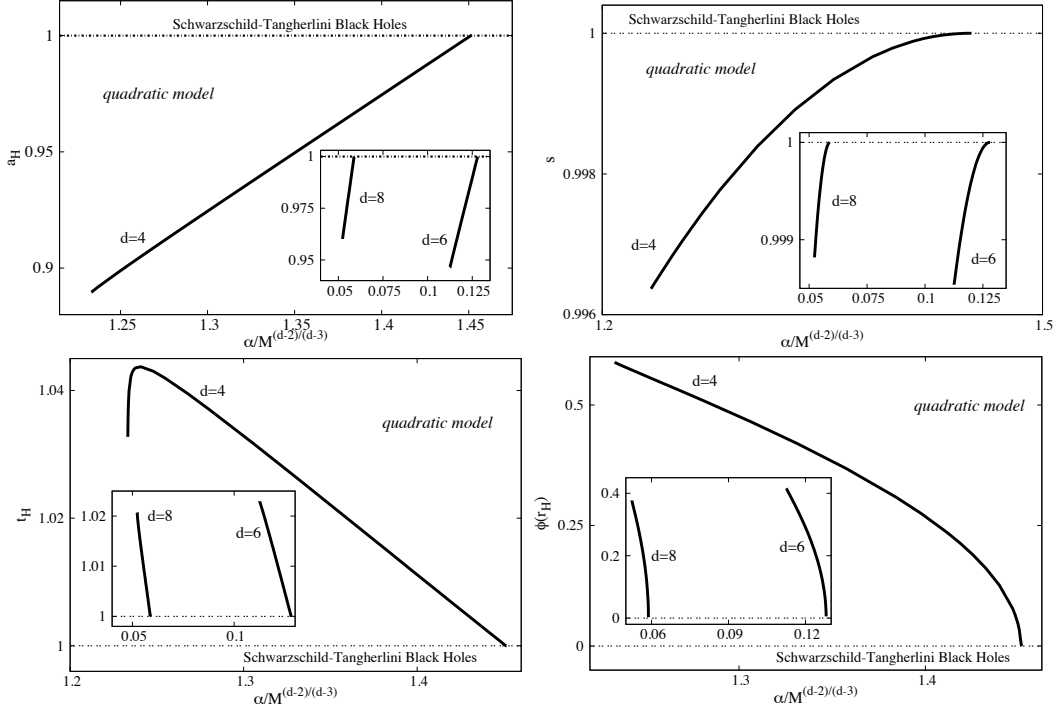 Schwarzschild-Tangherlini Black Holes
1
quadratic model
a_H
0.95
1
d=8
0.975
d=4
d=6
0.95
0.9
0.05 0.075 0.1 0.125
1.25 1.3 1.35 1.4 1.45
α/M^{(d-2)/(d-3)}
Schwarzschild-Tangherlini Black Holes
1
quadratic model
0.998
s
1
d=8
d=4
0.999
d=6
0.05 0.075 0.1 0.125
0.996
1.2 1.5
α/M^{(d-2)/(d-3)}
1.04
d=4
quadratic model
t_H
1.02
1.02
d=8
d=6
1.01
1
0.05 0.1
1
Schwarzschild-Tangherlini Black Holes
1.2 1.3 1.4
α/M^{(d-2)/(d-3)}
d=4
0.5
quadratic model
ϕ(r_H)
0.25
0.4
d=6
0.2
d=8
0
0.06 0.09 0.12
0
Schwarzschild-Tangherlini Black Holes
1.3 1.4
α/M^{(d-2)/(d-3)}